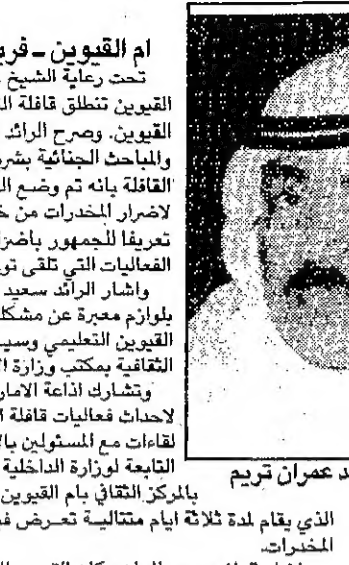 ام القيوين ـ فر
تحت رعاية الشيخ
القيوين تنطلق قافلة ال
القيوين. وصرح الرائد
والمباحث الجنائية بشر
القافلة بانه تم وضع ال
لاضرار المخدرات من خ
تعريفا للجمهور باضرا
الفعاليات التي تلقى تو
واشار الرائد سعيد
بلوازم معبرة عن مشكل
القيوين التعليمي وسي
الثقافية بمكتب وزارة ا
وتشارك اذاعة الامار
لاحداث فعاليات قافلة ا
لقاءات مع المسئولين بالا
التابعة لوزارة الداخلية
د عمران تريم
بالمركز الثقافي بام القيوين
الذي يقام لمدة ثلاثة ايام متتالية تعرض ف
المخدرات.